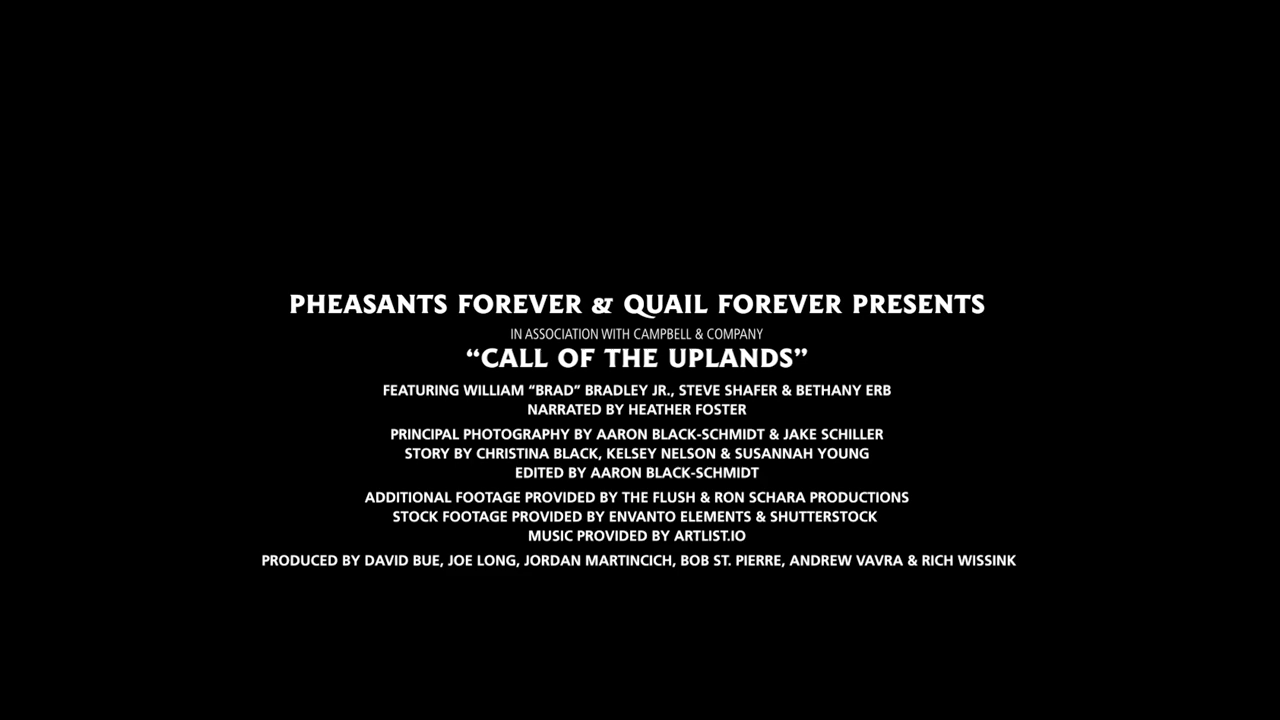 PHEASANTS FOREVER & QUAIL FOREVER PRESENTS
IN ASSOCIATION WITH CAMPBELL & COMPANY
“CALL OF THE UPLANDS”
FEATURING WILLIAM “BRAD” BRADLEY JR., STEVE SHAFER & BETHANY ERB
NARRATED BY HEATHER FOSTER
PRINCIPAL PHOTOGRAPHY BY AARON BLACK-SCHMIDT & JAKE SCHILLER
STORY BY CHRISTINA BLACK, KELSEY NELSON & SUSANNAH YOUNG
EDITED BY AARON BLACK-SCHMIDT
ADDITIONAL FOOTAGE PROVIDED BY THE FLUSH & RON SCHARA PRODUCTIONS
STOCK FOOTAGE PROVIDED BY ENVANTO ELEMENTS & SHUTTERSTOCK
MUSIC PROVIDED BY ARTLIST.IO
PRODUCED BY DAVID BUE, JOE LONG, JORDAN MARTINCICH, BOB ST. PIERRE, ANDREW VAVRA & RICH WISSINK